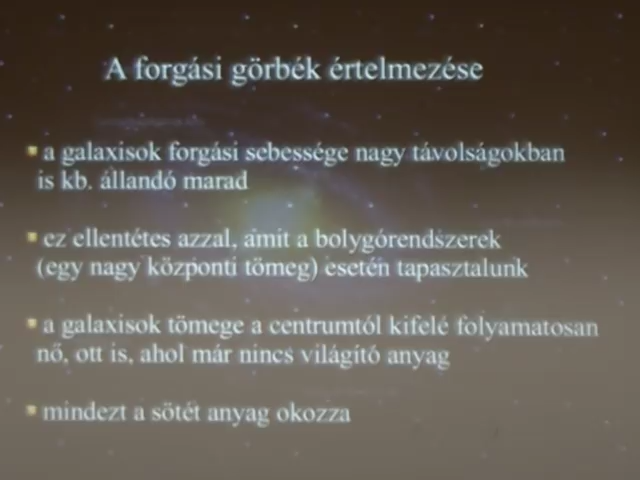 A forgási görbék értelmezése
a galaxisok forgási sebessége nagy távolságokban
is kb. állandó marad
ez ellentétes azzal, amit a bolygórendszerek
(egy nagy központi tömeg) esetén tapasztalunk
a galaxisok tömege a centrumtól kifelé folyamatosan
nő, ott is, ahol már nincs világító anyag
mindezt a sötét anyag okozza